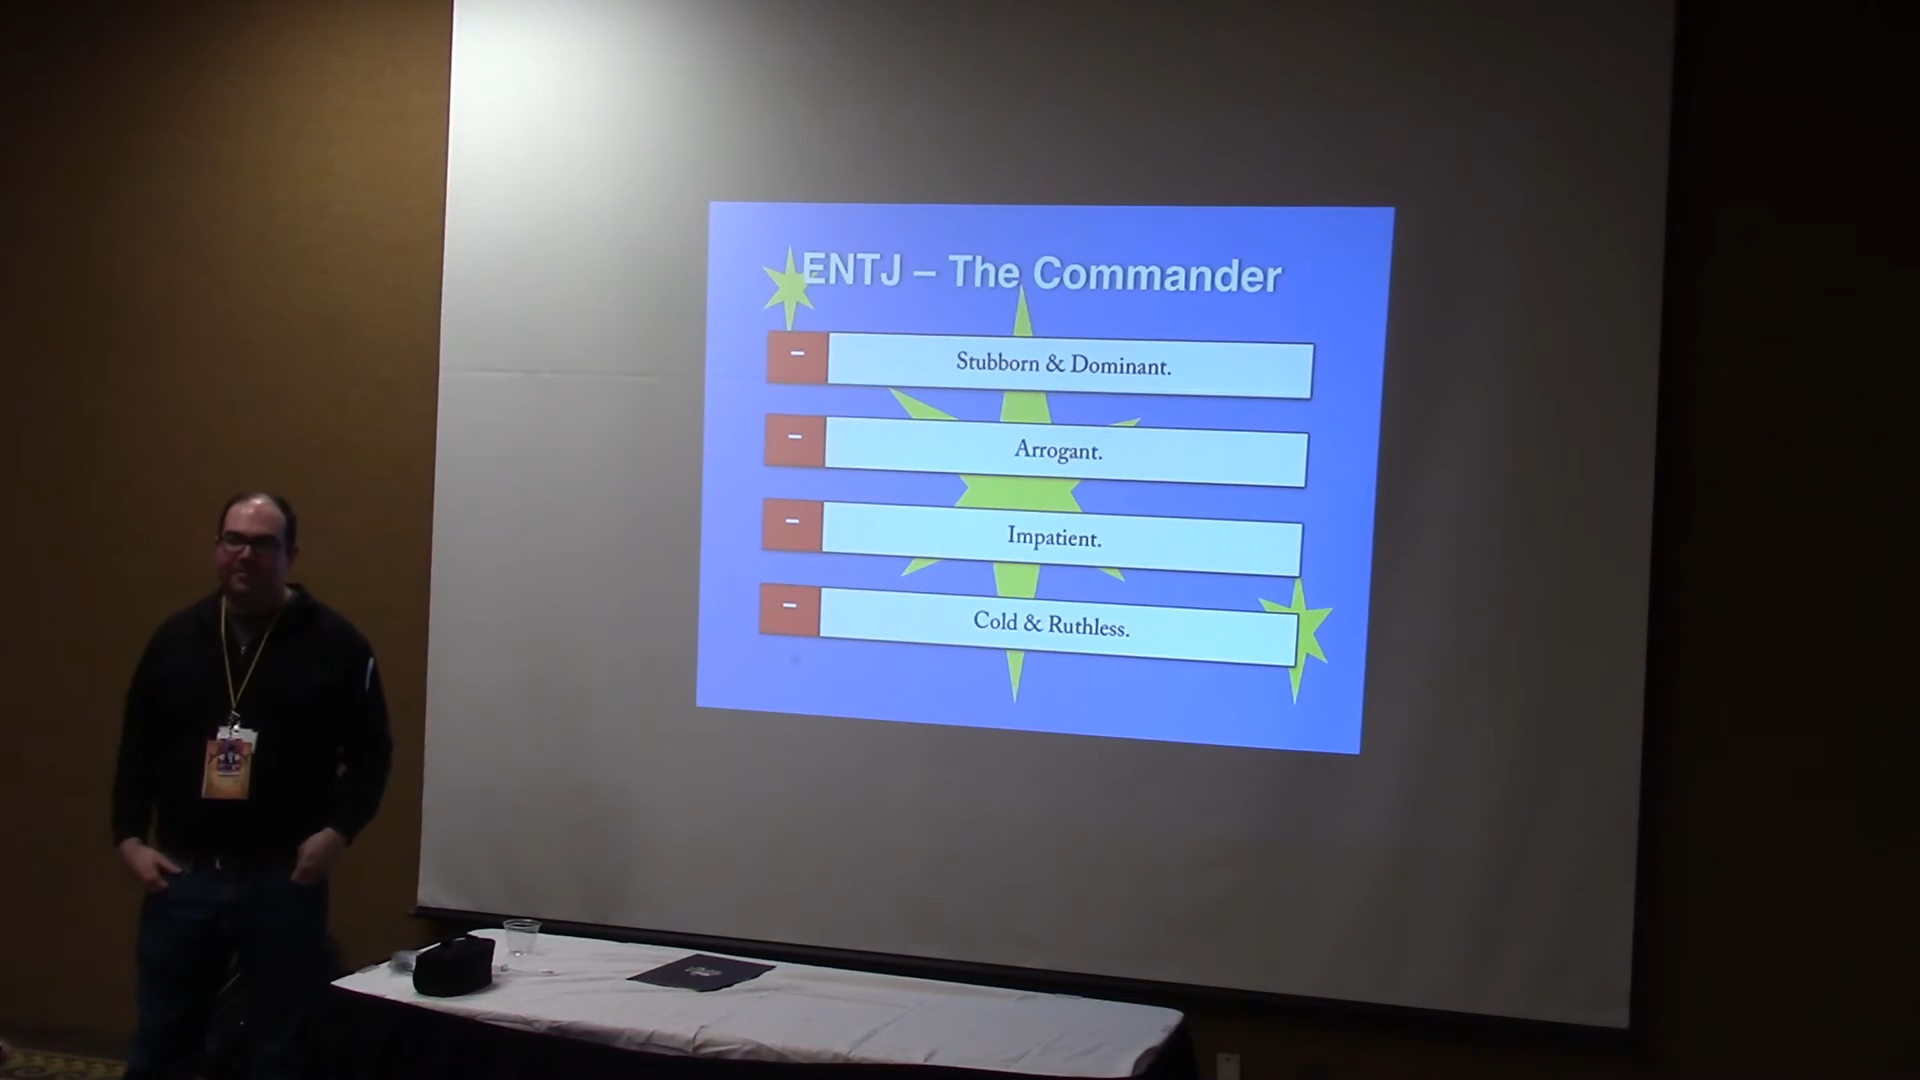 ENTJ – The Commander
– Stubborn & Dominant.
– Arrogant.
– Impatient.
– Cold & Ruthless.